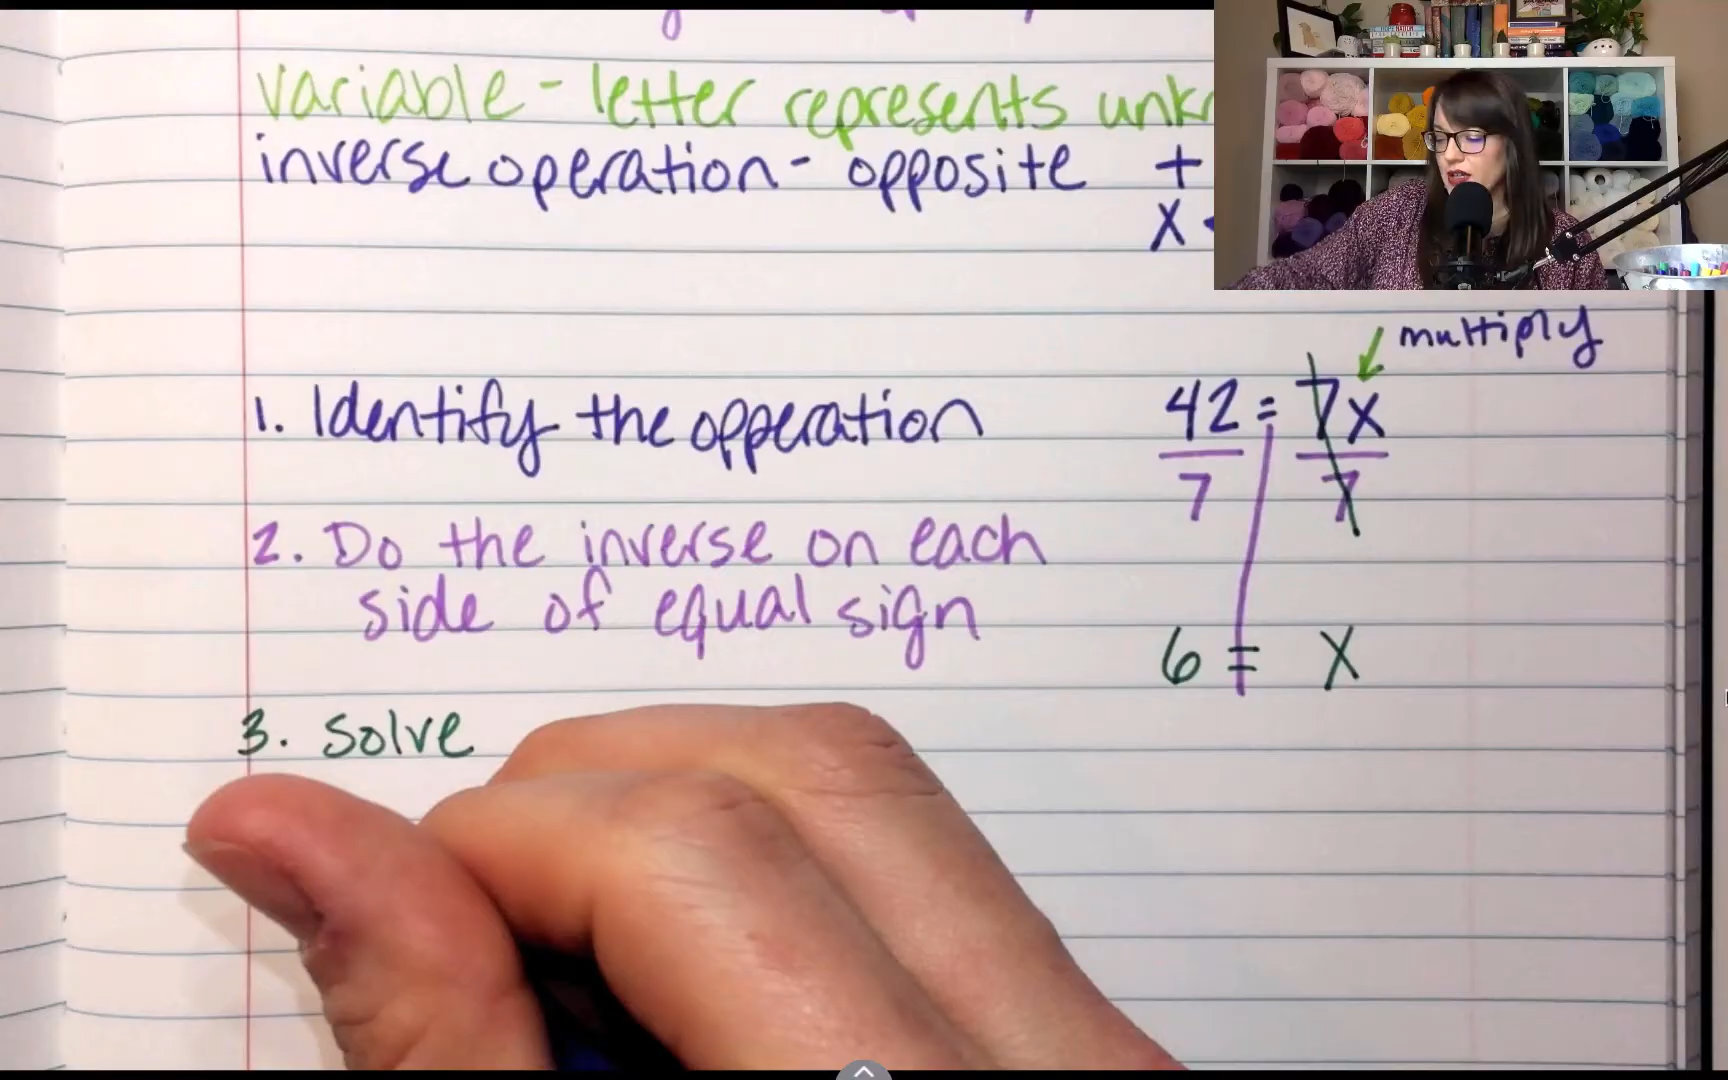 variable - letter represents
inverse operation - opposite +
x
multiply
1. Identify the opperation
42 = 7x
7 7
2. Do the inverse on each
side of equal sign
6 = x
3. solve